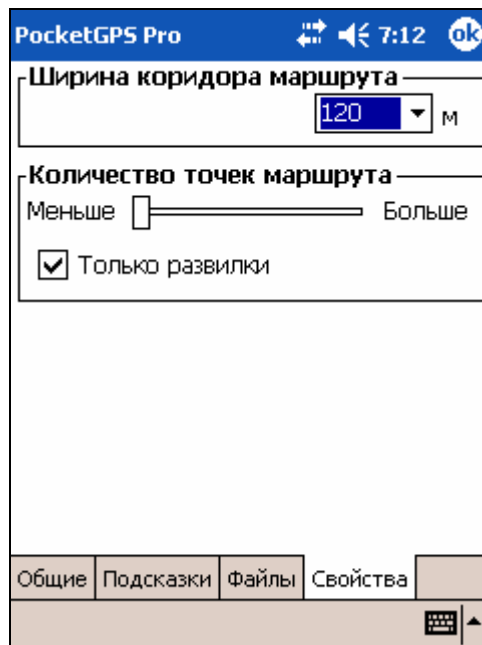 PocketGPS Pro 7:12 ok
Ширина коридора маршрута
120 м
Количество точек маршрута
Меньше Больше
Только развилки
Общие Подсказки Файлы Свойства